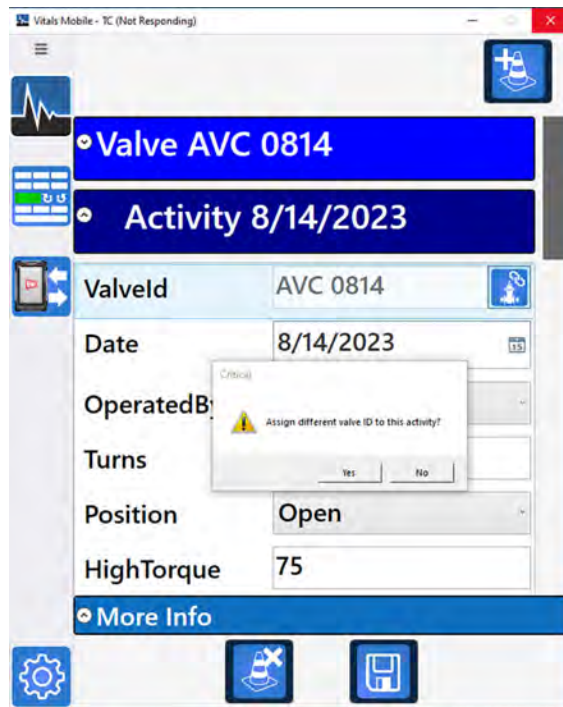 Vitals Mobile - TC (Not Responding)
Valve AVC 0814
Activity 8/14/2023
ValveId AVC 0814
Date 8/14/2023 15
Critical
OperatedBy
Assign different valve ID to this activity?
Turns
Yes No
Position Open
HighTorque 75
More Info